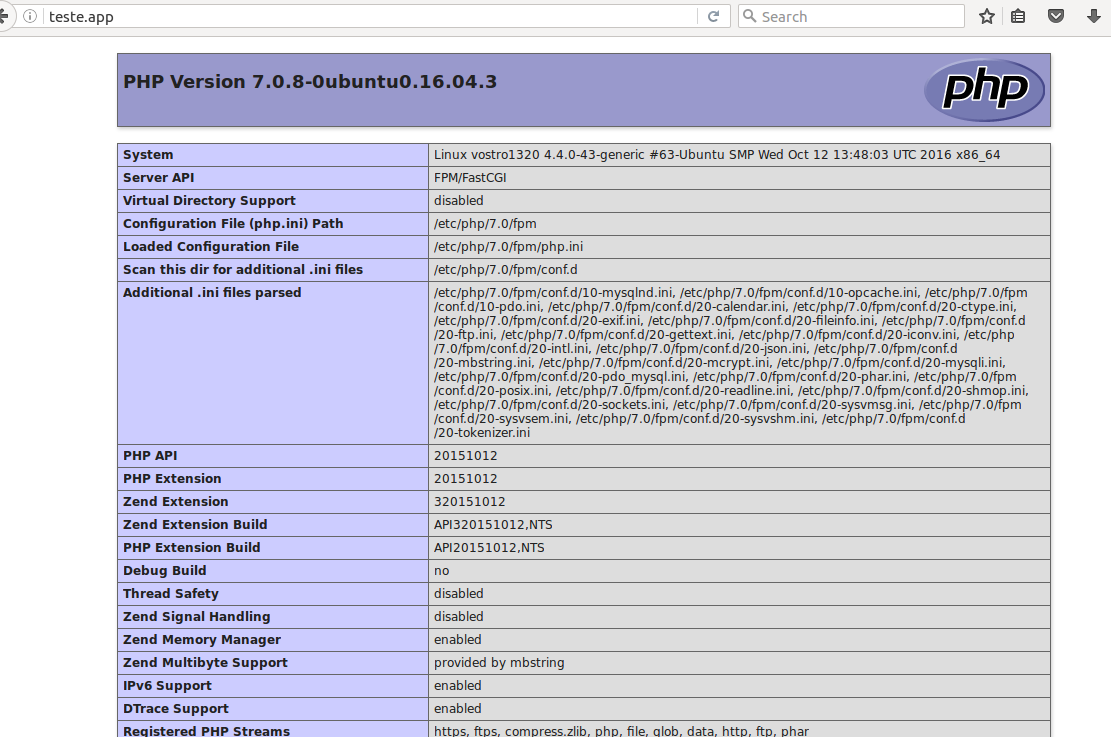 teste.app
Search
PHP Version 7.0.8-0ubuntu0.16.04.3
php
System Linux vostro1320 4.4.0-43-generic #63-Ubuntu SMP Wed Oct 12 13:48:03 UTC 2016 x86_64
Server API FPM/FastCGI
Virtual Directory Support disabled
Configuration File (php.ini) Path /etc/php/7.0/fpm
Loaded Configuration File /etc/php/7.0/fpm/php.ini
Scan this dir for additional .ini files /etc/php/7.0/fpm/conf.d
Additional .ini files parsed /etc/php/7.0/fpm/conf.d/10-mysqlnd.ini, /etc/php/7.0/fpm/conf.d/10-opcache.ini, /etc/php/7.0/fpm
/conf.d/10-pdo.ini, /etc/php/7.0/fpm/conf.d/20-calendar.ini, /etc/php/7.0/fpm/conf.d/20-ctype.ini,
/etc/php/7.0/fpm/conf.d/20-exif.ini, /etc/php/7.0/fpm/conf.d/20-fileinfo.ini, /etc/php/7.0/fpm/conf.d
/20-ftp.ini, /etc/php/7.0/fpm/conf.d/20-gettext.ini, /etc/php/7.0/fpm/conf.d/20-iconv.ini, /etc/php
/7.0/fpm/conf.d/20-intl.ini, /etc/php/7.0/fpm/conf.d/20-json.ini, /etc/php/7.0/fpm/conf.d
/20-mbstring.ini, /etc/php/7.0/fpm/conf.d/20-mcrypt.ini, /etc/php/7.0/fpm/conf.d/20-mysqli.ini,
/etc/php/7.0/fpm/conf.d/20-pdo_mysql.ini, /etc/php/7.0/fpm/conf.d/20-phar.ini, /etc/php/7.0/fpm
/conf.d/20-posix.ini, /etc/php/7.0/fpm/conf.d/20-readline.ini, /etc/php/7.0/fpm/conf.d/20-shmop.ini,
/etc/php/7.0/fpm/conf.d/20-sockets.ini, /etc/php/7.0/fpm/conf.d/20-sysvmsg.ini, /etc/php/7.0/fpm
/conf.d/20-sysvsem.ini, /etc/php/7.0/fpm/conf.d/20-sysvshm.ini, /etc/php/7.0/fpm/conf.d
/20-tokenizer.ini
PHP API 20151012
PHP Extension 20151012
Zend Extension 320151012
Zend Extension Build API320151012,NTS
PHP Extension Build API20151012,NTS
Debug Build no
Thread Safety disabled
Zend Signal Handling disabled
Zend Memory Manager enabled
Zend Multibyte Support provided by mbstring
IPv6 Support enabled
DTrace Support enabled
Registered PHP Streams https, ftps, compress.zlib, php, file, glob, data, http, ftp, phar